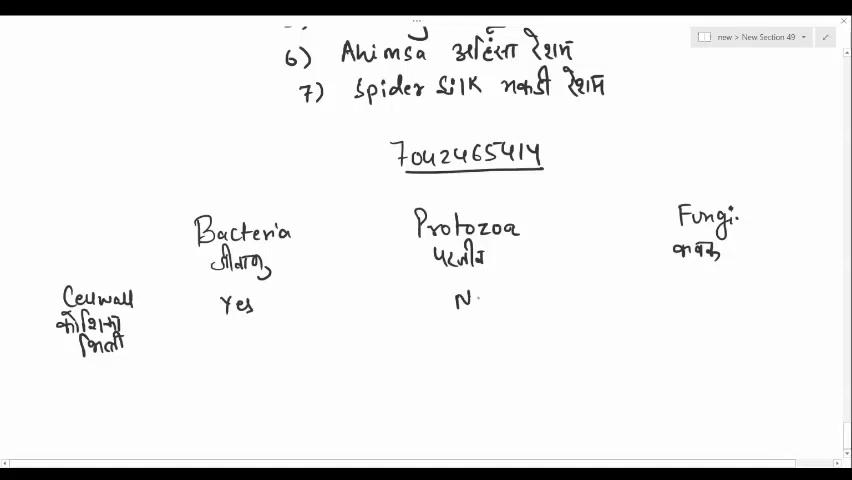 new > New Section 49
6) Ahimsa अहिंसा रेशम
7) Spider Silk मकडी रेशम
7042465414
Bacteria Protozoa Fungi
जीवाणु कवक
Cellwall Yes N
कोशिका